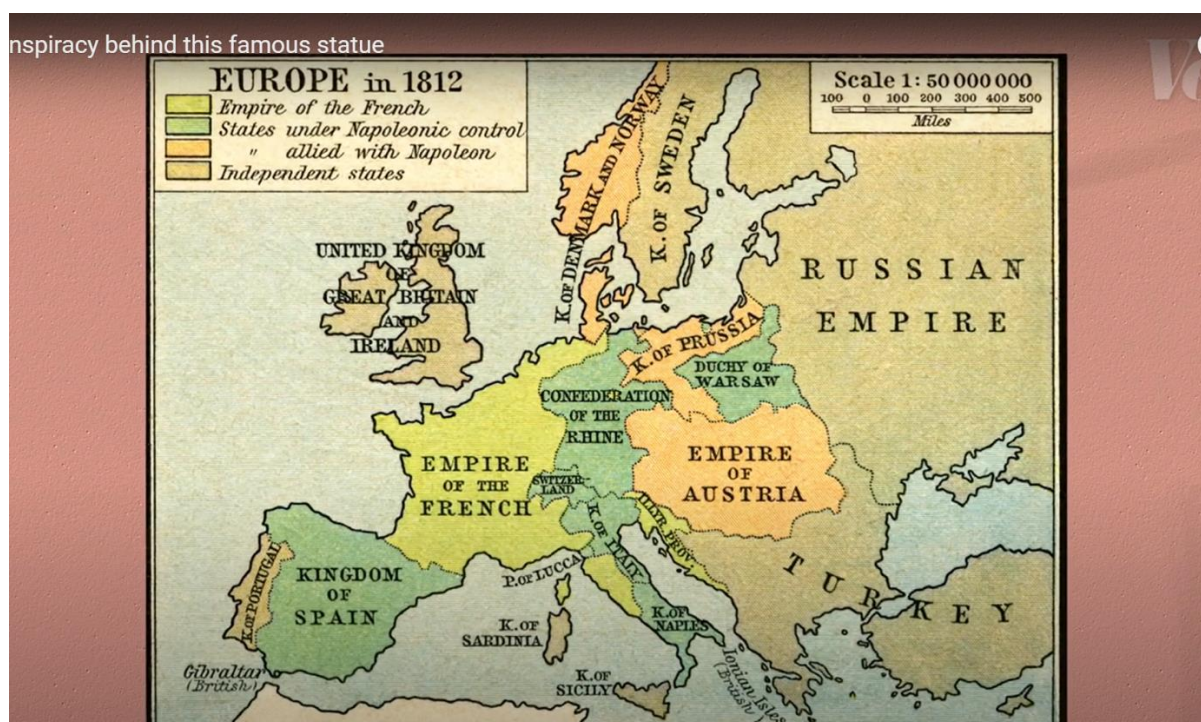 nspiracy behind this famous statue
EUROPE in 1812
Empire of the French
States under Napoleonic control
" allied with Napoleon
Independent states
Scale 1: 50 000 000
100 0 100 200 300 400 500
Miles
K. OF DENMARK AND NORWAY
K. OF SWEDEN
UNITED KINGDOM
OF
GREAT BRITAIN
AND
IRELAND
RUSSIAN
EMPIRE
K. OF PRUSSIA
DUCHY OF
WARSAW
CONFEDERATION
OF THE
RHINE
EMPIRE
OF THE
FRENCH
SWITZER-
LAND
EMPIRE
OF
AUSTRIA
ILLYR. PROV.
K. OF ITALY
P. OF LUCCA
K. OF PORTUGAL
KINGDOM
OF
SPAIN
K. OF
SARDINIA
K. OF
NAPLES
TURKEY
Gibraltar
(British)
K. OF
SICILY
Ionian Isles
(British)